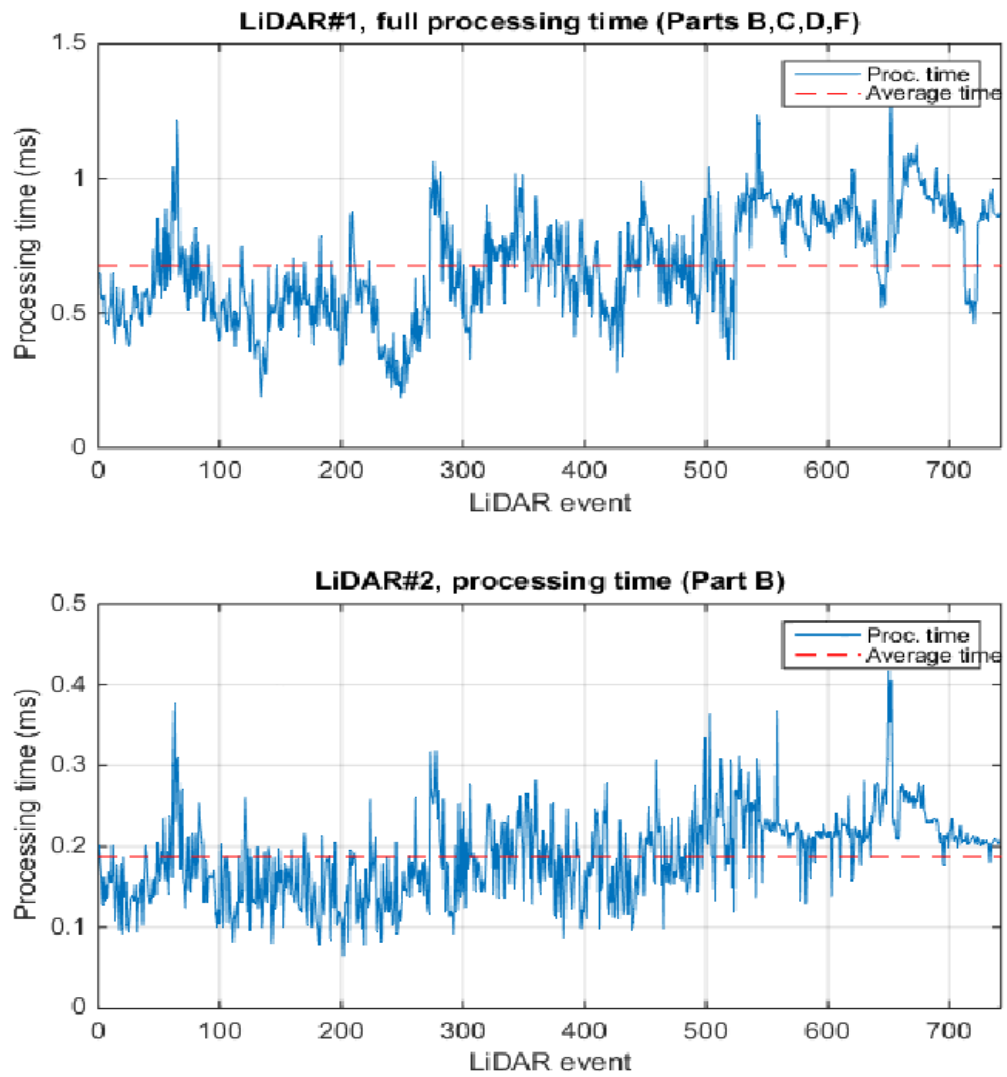 LiDAR#1, full processing time (Parts B,C,D,F)
1.5
Proc. time
Average time
Processing time (ms)
1
0.5
0
0 100 200 300 400 500 600 700
LiDAR event
LiDAR#2, processing time (Part B)
0.5
Proc. time
Average time
0.4
Processing time (ms)
0.3
0.2
0.1
0
0 100 200 300 400 500 600 700
LiDAR event